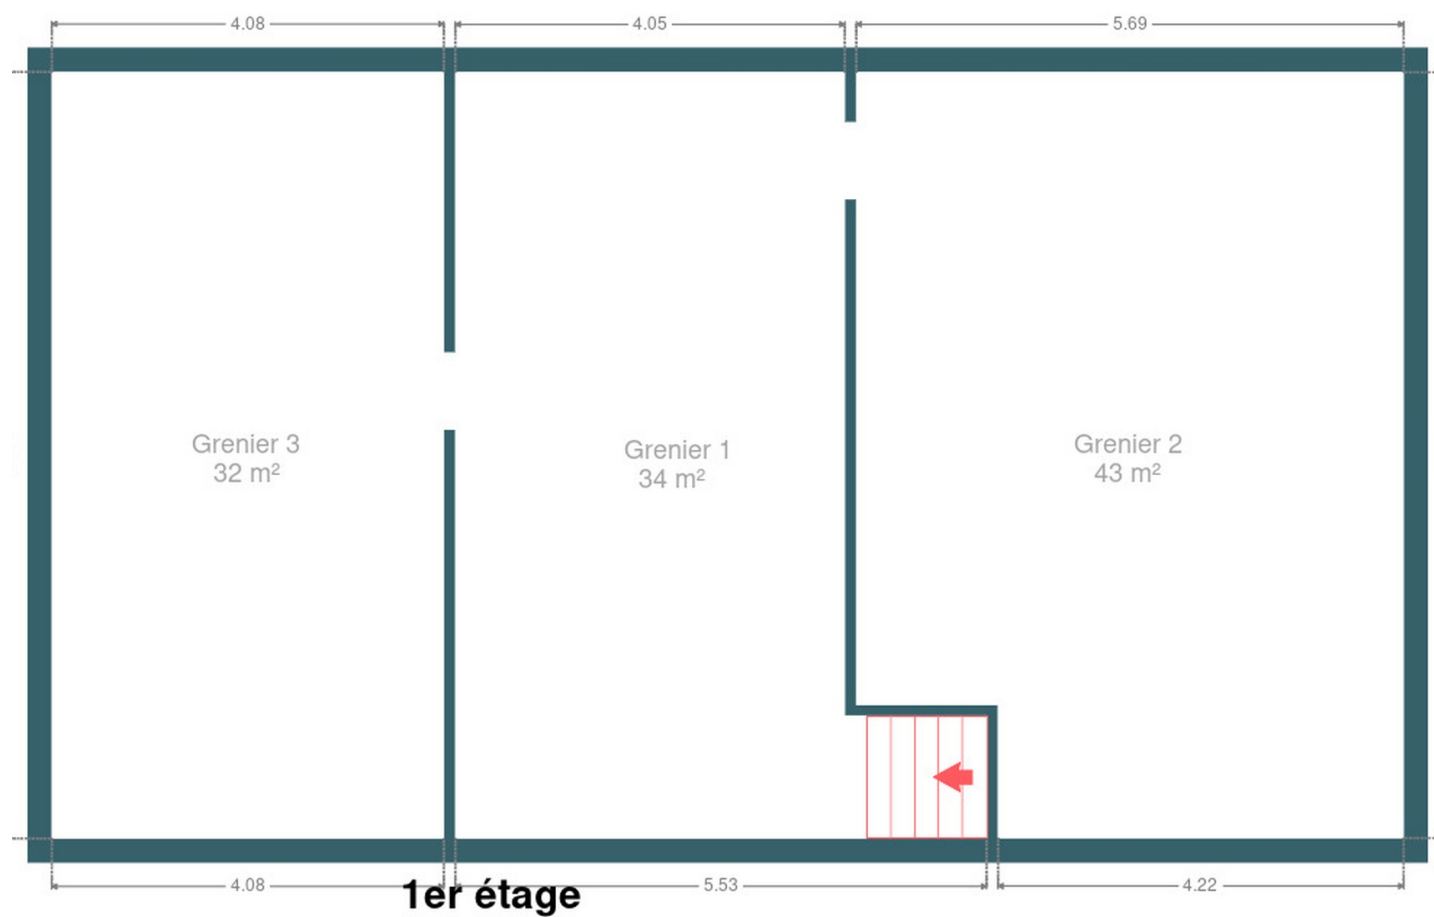 4.08
4.05
5.69
Grenier 3
32 m²
Grenier 1
34 m²
Grenier 2
43 m²
4.08
5.53
4.22
1er étage